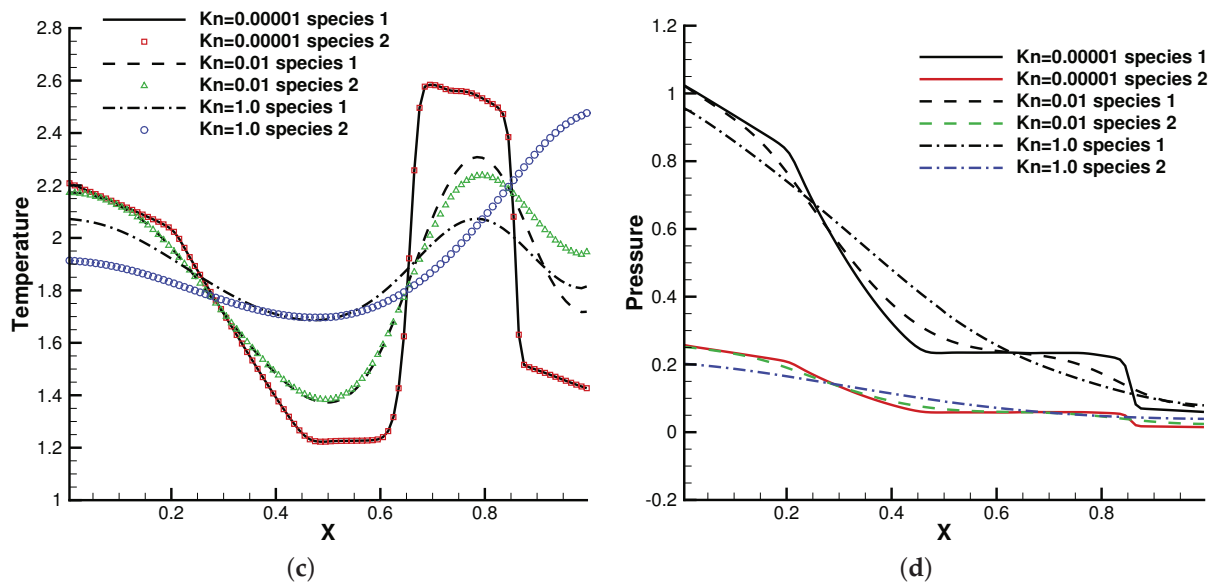 Kn=0.00001 species 1
Kn=0.00001 species 2
Kn=0.01 species 1
Kn=0.01 species 2
Kn=1.0 species 1
Kn=1.0 species 2
Temperature
2.8
2.6
2.4
2.2
2
1.8
1.6
1.4
1.2
1
0.2
0.4
0.6
0.8
X
(c)
Kn=0.00001 species 1
Kn=0.00001 species 2
Kn=0.01 species 1
Kn=0.01 species 2
Kn=1.0 species 1
Kn=1.0 species 2
Pressure
1.2
1
0.8
0.6
0.4
0.2
0
-0.2
0.2
0.4
0.6
0.8
X
(d)